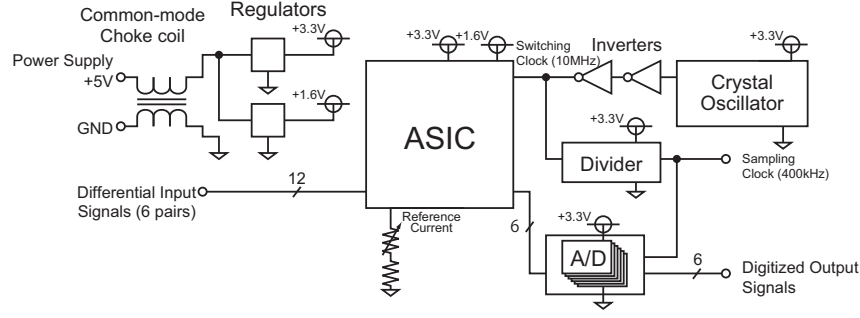 Common-mode
Choke coil
Regulators
Power Supply
+5V
GND
+3.3V
+1.6V
+3.3V
+1.6V
ASIC
Switching
Clock (10MHz)
Inverters
+3.3V
Crystal
Oscillator
+3.3V
Divider
Sampling
Clock (400kHz)
Differential Input
Signals (6 pairs)
12
Reference
Current
6
+3.3V
A/D
6
Digitized Output
Signals